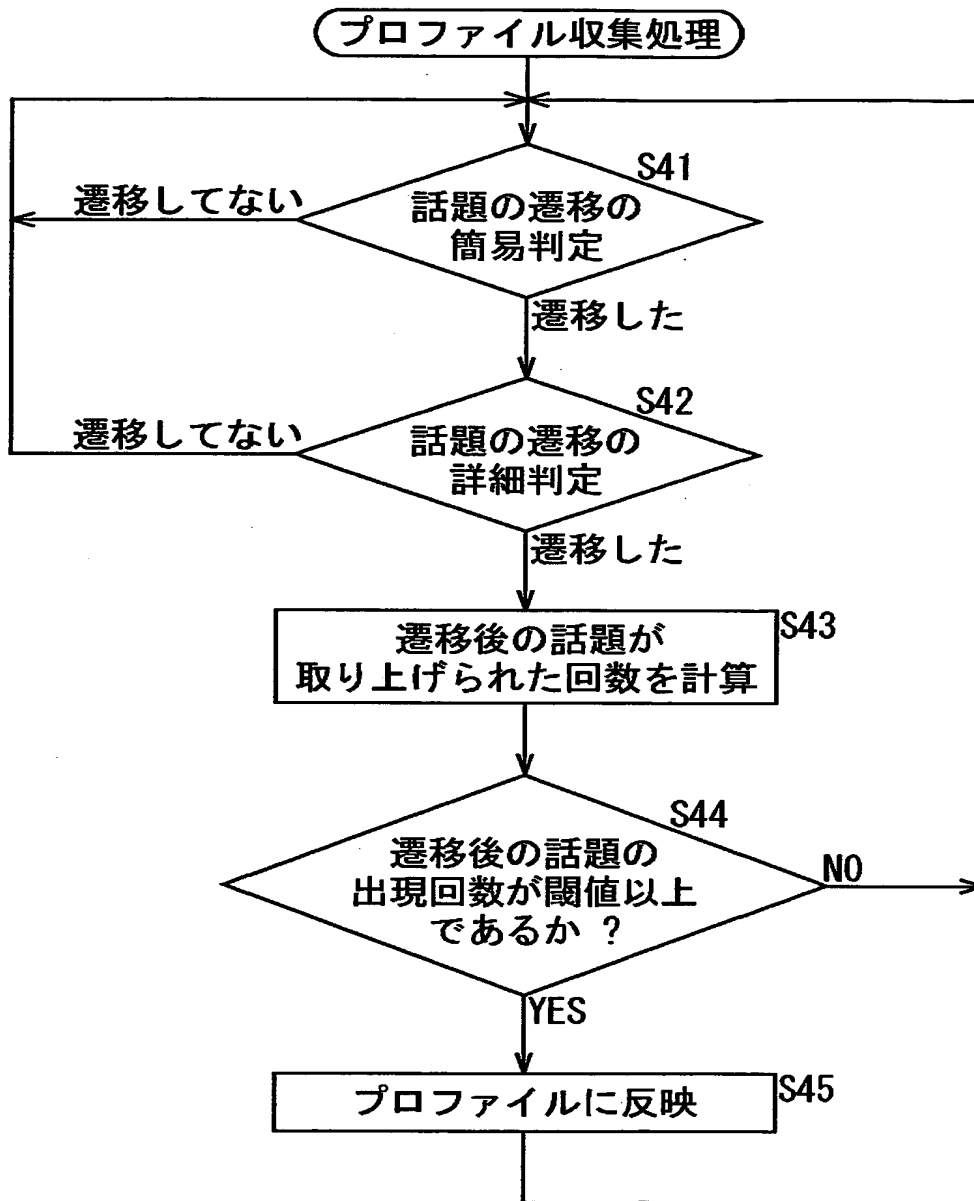 プロファイル収集処理
S41
遷移してない
話題の遷移の
簡易判定
遷移した
S42
遷移してない
話題の遷移の
詳細判定
遷移した
S43
遷移後の話題が
取り上げられた回数を計算
S44
遷移後の話題の
出現回数が閾値以上
であるか ?
NO
YES
S45
プロファイルに反映